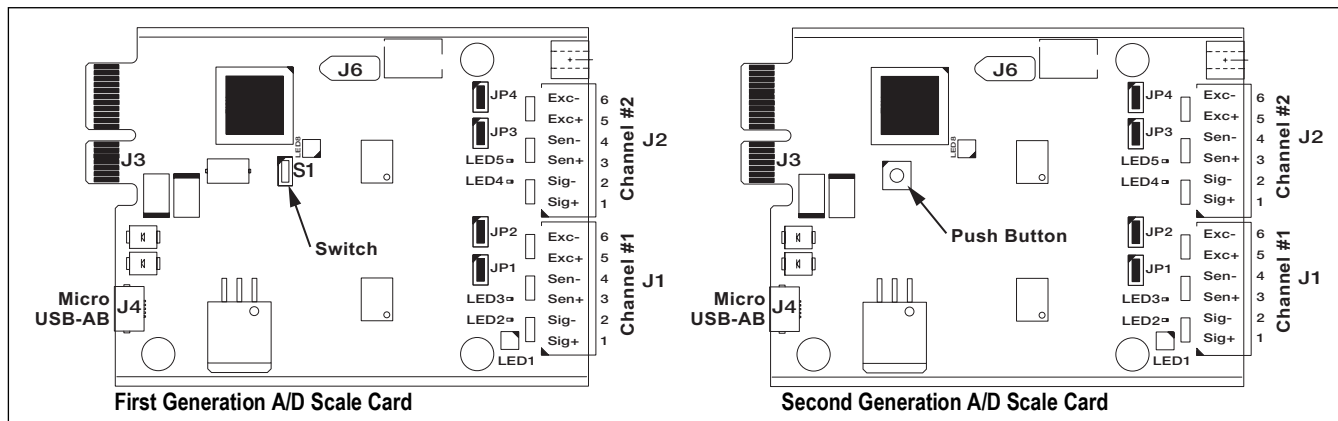 J6
J3
LED8
S1
Switch
JP4
JP3
LED5
LED4
JP2
JP1
LED3
LED2
LED1
Exc-
Exc+
Sen-
Sen+
Sig-
Sig+
6
5
4
3
2
1
Channel #2
J2
Exc-
Exc+
Sen-
Sen+
Sig-
Sig+
6
5
4
3
2
1
Channel #1
J1
Micro
USB-AB
J4
First Generation A/D Scale Card
J6
J3
LED8
Push Button
JP4
JP3
LED5
LED4
JP2
JP1
LED3
LED2
LED1
Exc-
Exc+
Sen-
Sen+
Sig-
Sig+
6
5
4
3
2
1
Channel #2
J2
Exc-
Exc+
Sen-
Sen+
Sig-
Sig+
6
5
4
3
2
1
Channel #1
J1
Micro
USB-AB
J4
Second Generation A/D Scale Card